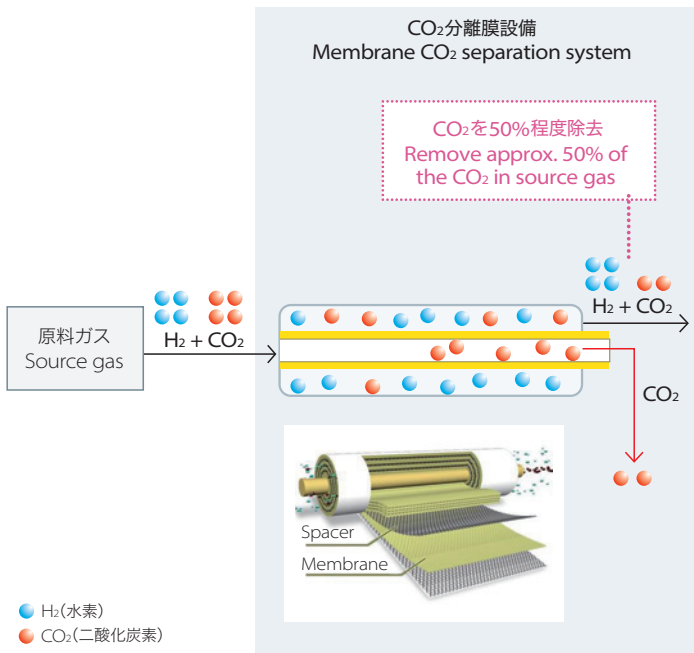 CO₂分離膜設備
Membrane CO₂ separation system
CO₂を50%程度除去
Remove approx. 50% of
the CO₂ in source gas
原料ガス
Source gas
H₂ + CO₂
H₂ + CO₂
CO₂
Spacer
Membrane
H₂(水素)
CO₂(二酸化炭素)